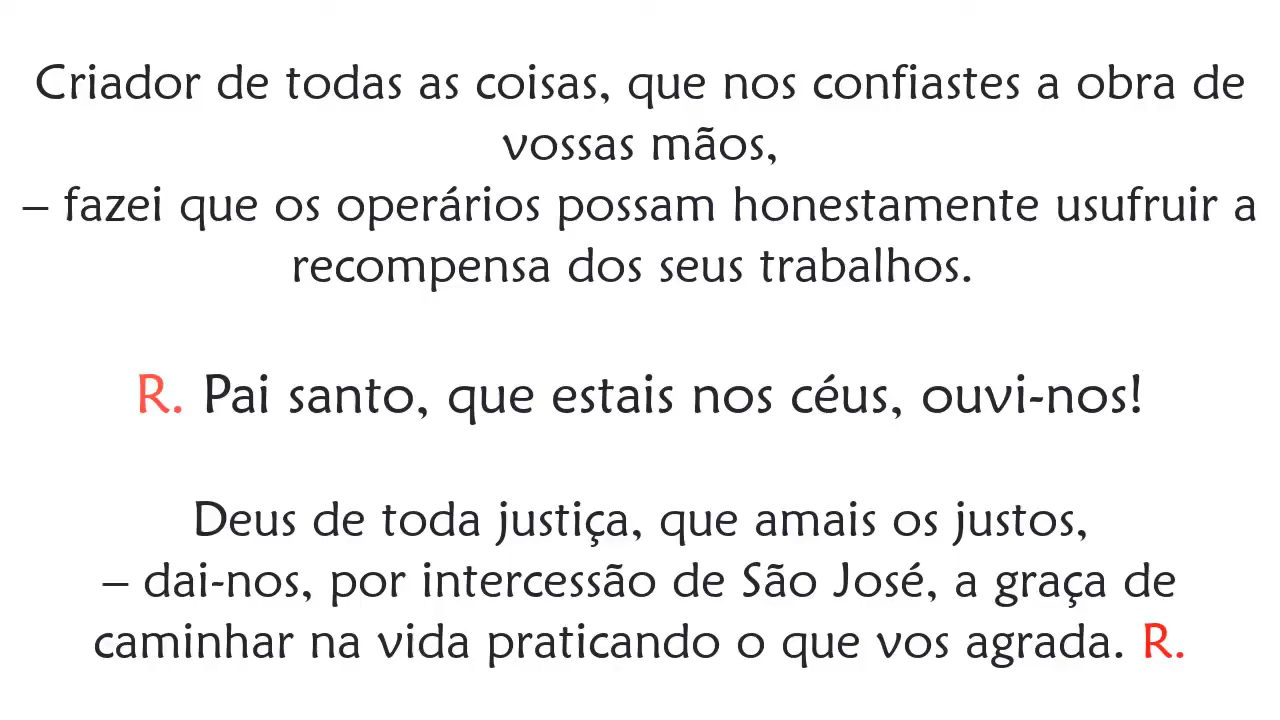 Criador de todas as coisas, que nos confiastes a obra de
vossas mãos,
– fazei que os operários possam honestamente usufruir a
recompensa dos seus trabalhos.
R. Pai santo, que estais nos céus, ouvi-nos!
Deus de toda justiça, que amais os justos,
– dai-nos, por intercessão de São José, a graça de
caminhar na vida praticando o que vos agrada. R.